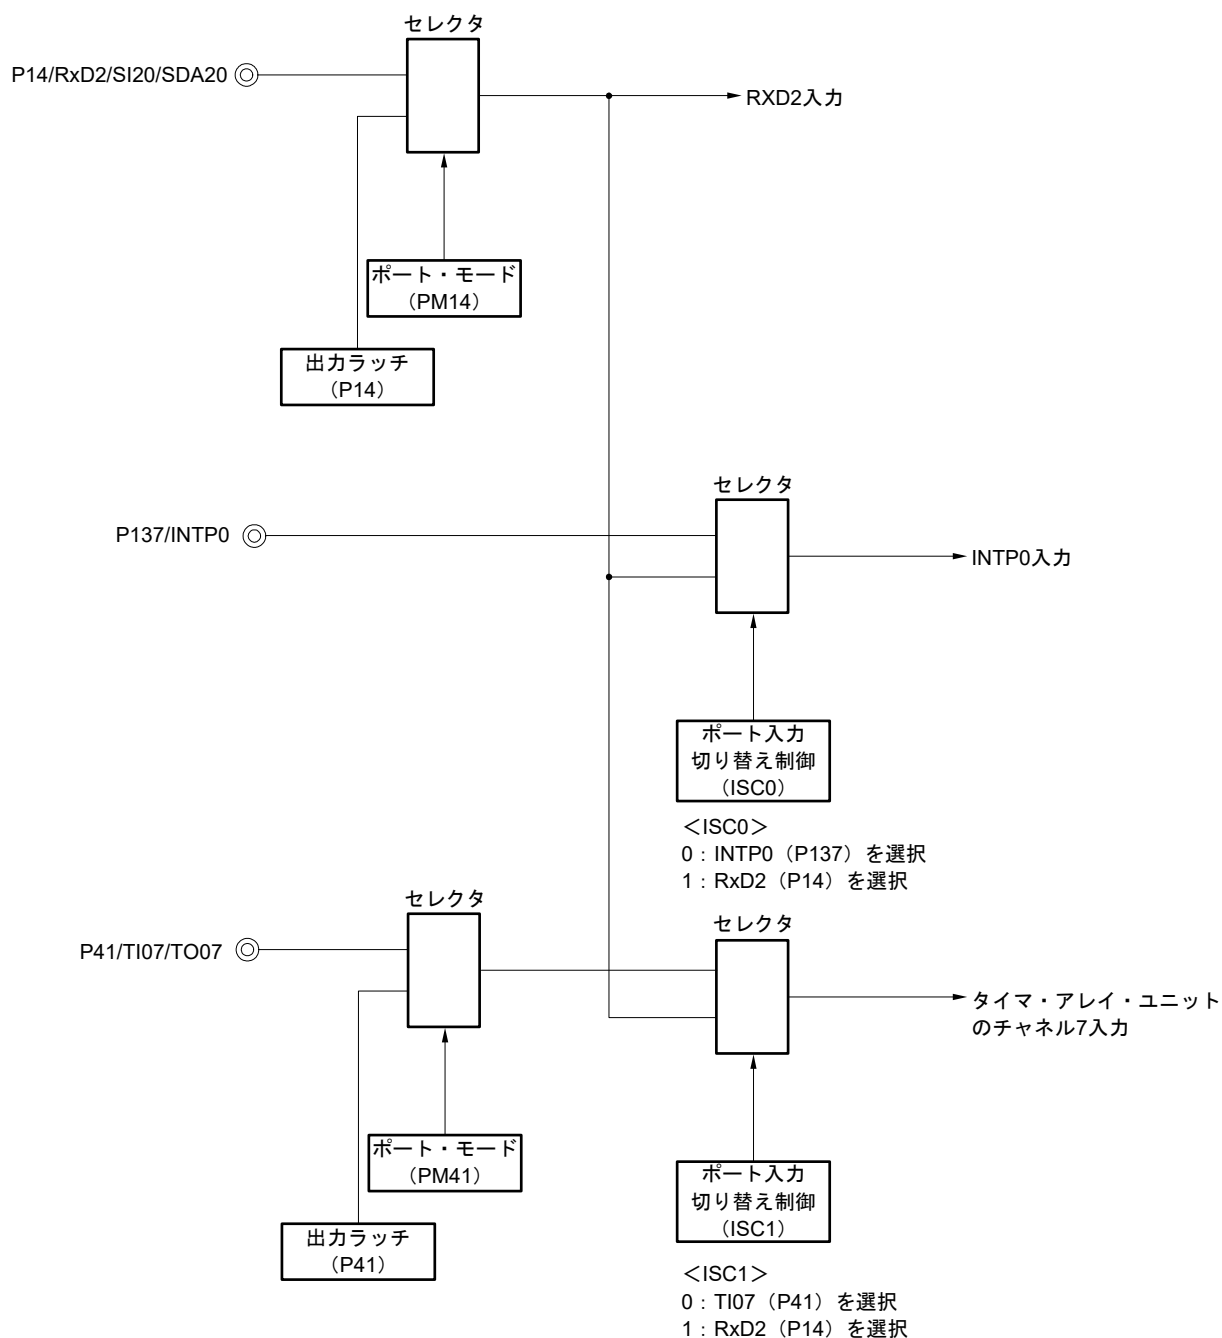 セレクタ
P14/RxD2/SI20/SDA20
RXD2入力
ポート・モード
（PM14）
出力ラッチ
（P14）
セレクタ
P137/INTP0
INTP0入力
ポート入力
切り替え制御
（ISC0）
＜ISC0＞
0：INTP0（P137）を選択
1：RxD2（P14）を選択
セレクタ
セレクタ
P41/TI07/TO07
タイマ・アレイ・ユニット
のチャネル7入力
ポート・モード
（PM41）
ポート入力
切り替え制御
（ISC1）
出力ラッチ
（P41）
＜ISC1＞
0：TI07（P41）を選択
1：RxD2（P14）を選択